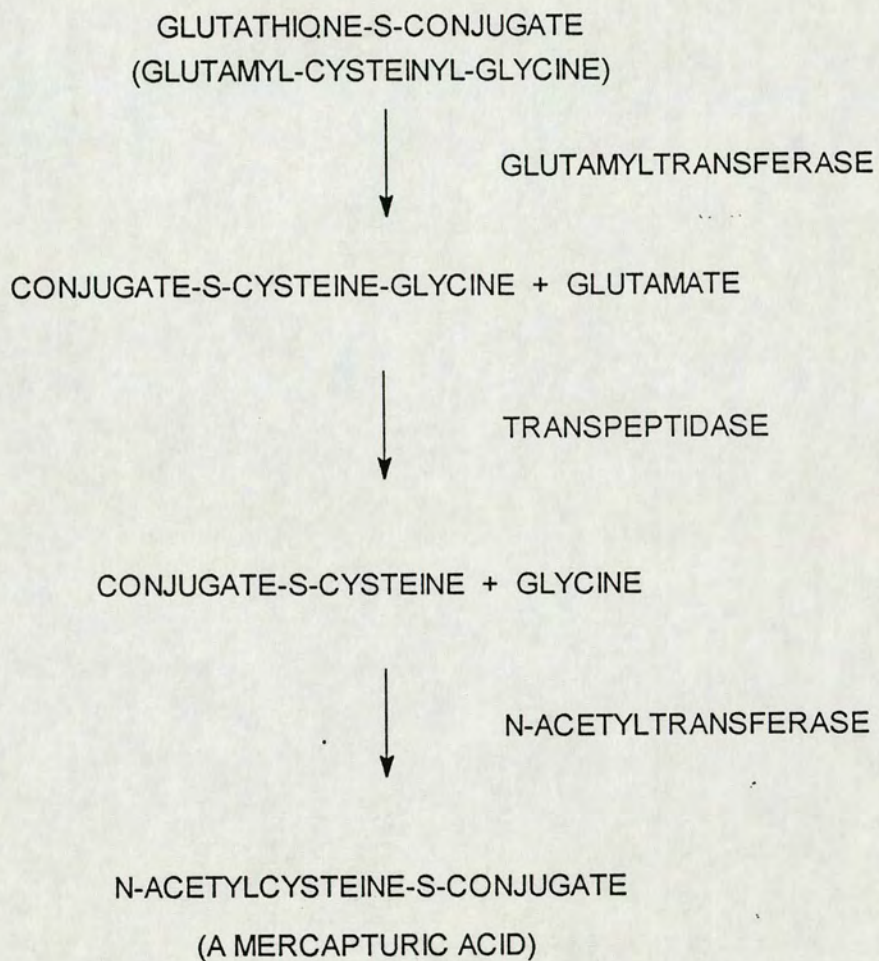 GLUTATHIONE-S-CONJUGATE
(GLUTAMYL-CYSTEINYL-GLYCINE)
GLUTAMYLTRANSFERASE
CONJUGATE-S-CYSTEINE-GLYCINE + GLUTAMATE
TRANSPEPTIDASE
CONJUGATE-S-CYSTEINE + GLYCINE
N-ACETYLTRANSFERASE
N-ACETYLCYSTEINE-S-CONJUGATE
(A MERCAPTURIC ACID)